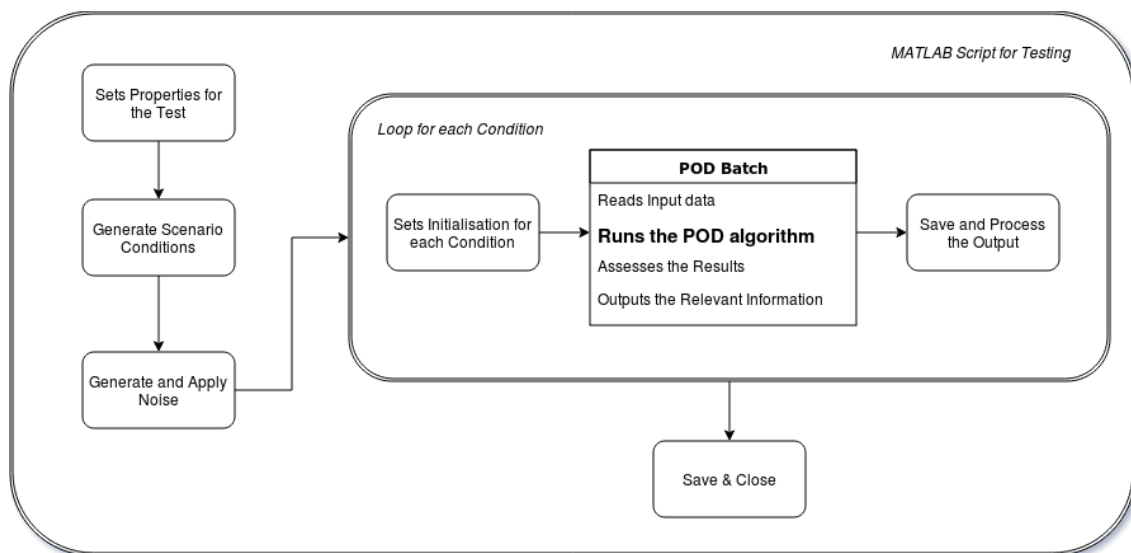 MATLAB Script for Testing
Sets Properties for
the Test
Generate Scenario
Conditions
Generate and Apply
Noise
Loop for each Condition
Sets Initialisation for
each Condition
POD Batch
Reads Input data
Runs the POD algorithm
Assesses the Results
Outputs the Relevant Information
Save and Process
the Output
Save & Close